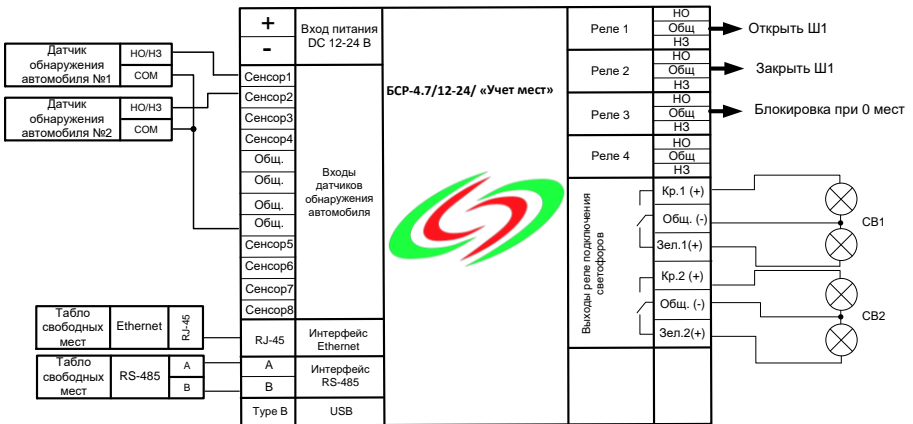 Датчик
обнаружения
автомобиля №1
НО/НЗ
COM
Датчик
обнаружения
автомобиля №2
НО/НЗ
COM
Табло
свободных
мест
Ethernet
RJ-45
Табло
свободных
мест
RS-485
A
B
+
-
Вход питания
DC 12-24 В
Сенсор1
Сенсор2
Сенсор3
Сенсор4
Общ.
Общ.
Общ.
Общ.
Сенсор5
Сенсор6
Сенсор7
Сенсор8
Входы
датчиков
обнаружения
автомобиля
RJ-45
Интерфейс
Ethernet
A
B
Интерфейс
RS-485
Type B
USB
БСР-4.7/12-24/ «Учет мест»
Реле 1
НО
Общ
НЗ
Реле 2
НО
Общ
НЗ
Реле 3
НО
Общ
НЗ
Реле 4
НО
Общ
НЗ
Выходы реле подключения
светофоров
Кр.1 (+)
Общ. (-)
Зел.1(+)
Кр.2 (+)
Общ. (-)
Зел.2(+)
Открыть Ш1
Закрыть Ш1
Блокировка при 0 мест
СВ1
СВ2